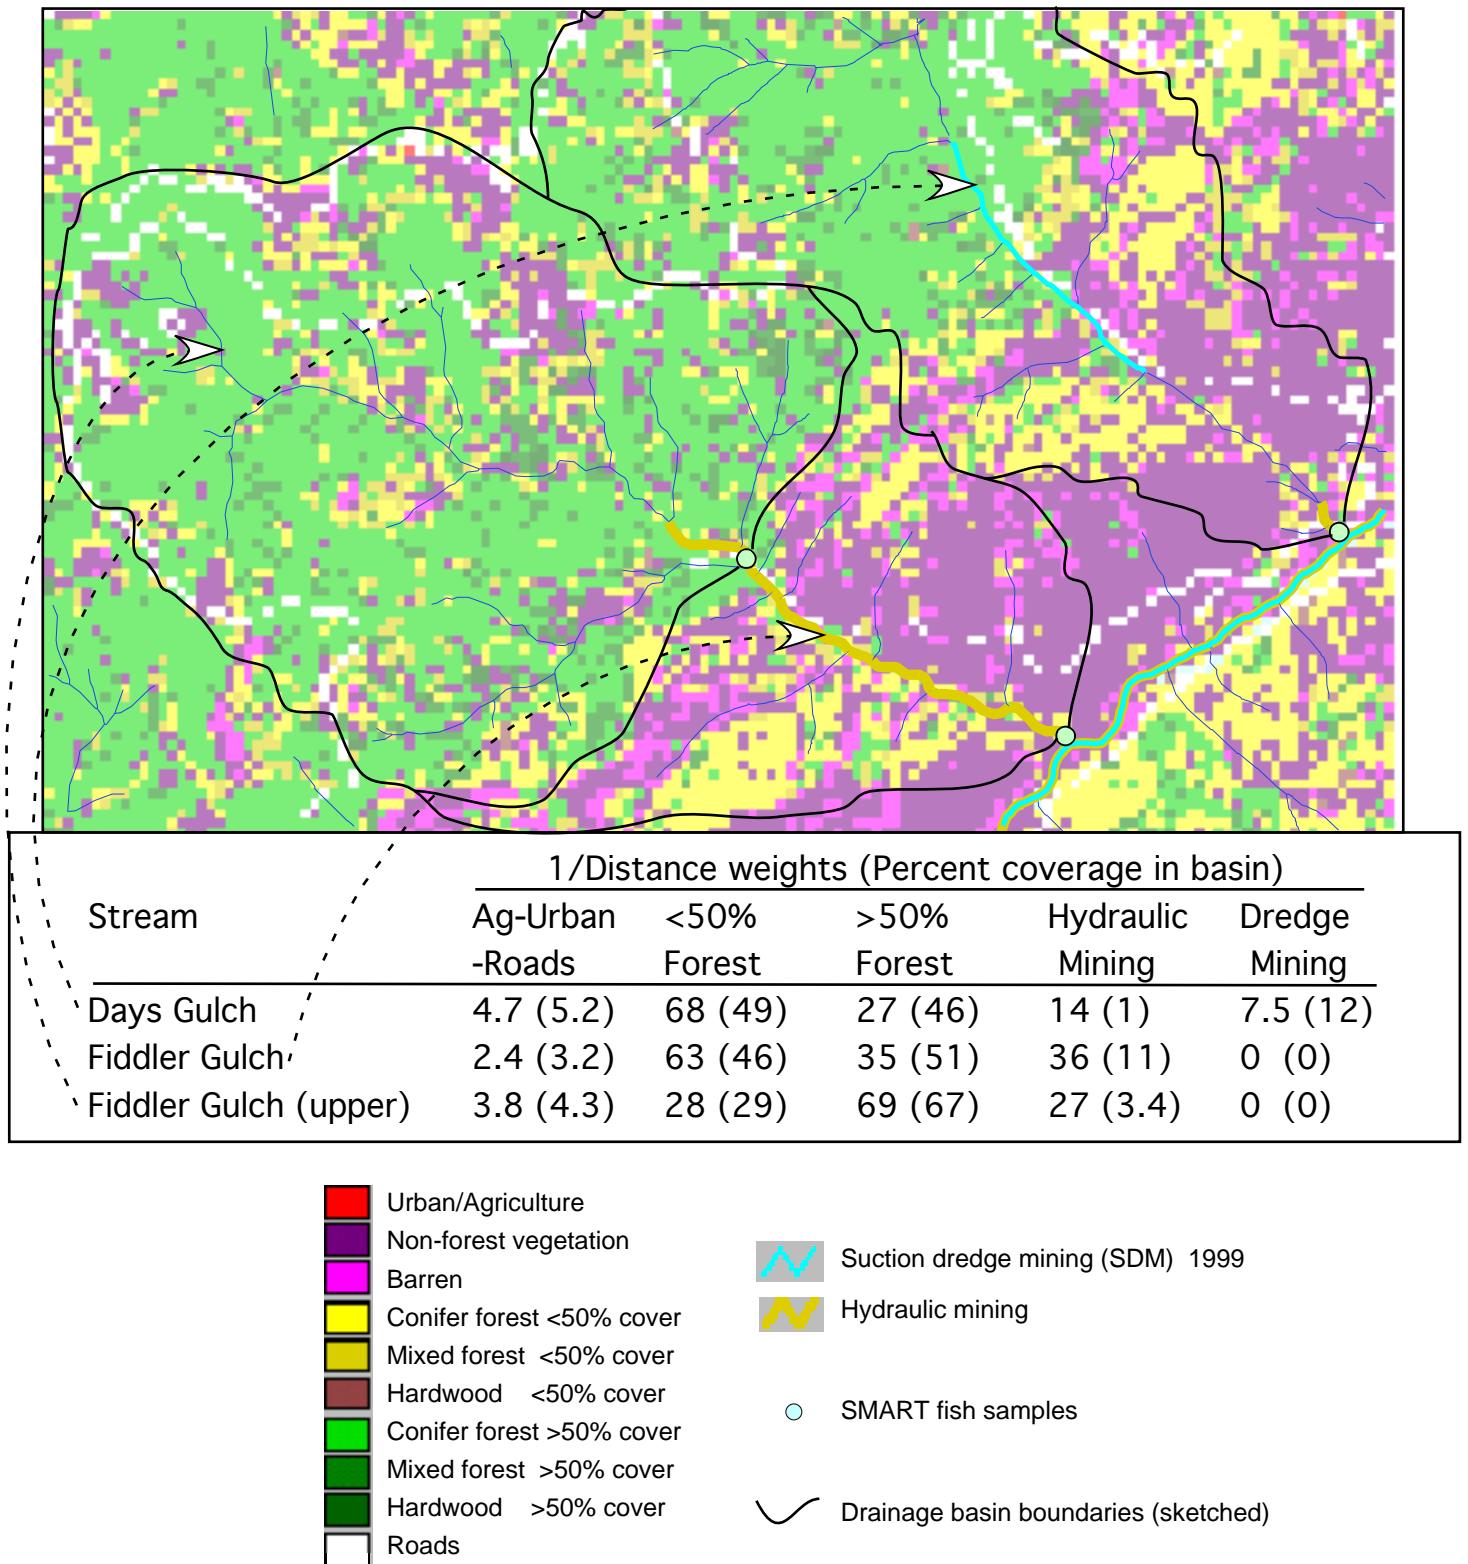 1/Distance weights (Percent coverage in basin)
Stream Ag-Urban <50% >50% Hydraulic Dredge
-Roads Forest Forest Mining Mining
Days Gulch 4.7 (5.2) 68 (49) 27 (46) 14 (1) 7.5 (12)
Fiddler Gulch 2.4 (3.2) 63 (46) 35 (51) 36 (11) 0 (0)
Fiddler Gulch (upper) 3.8 (4.3) 28 (29) 69 (67) 27 (3.4) 0 (0)
Urban/Agriculture
Non-forest vegetation
Barren
Conifer forest <50% cover
Mixed forest <50% cover
Hardwood <50% cover
Conifer forest >50% cover
Mixed forest >50% cover
Hardwood >50% cover
Roads
Suction dredge mining (SDM) 1999
Hydraulic mining
SMART fish samples
Drainage basin boundaries (sketched)